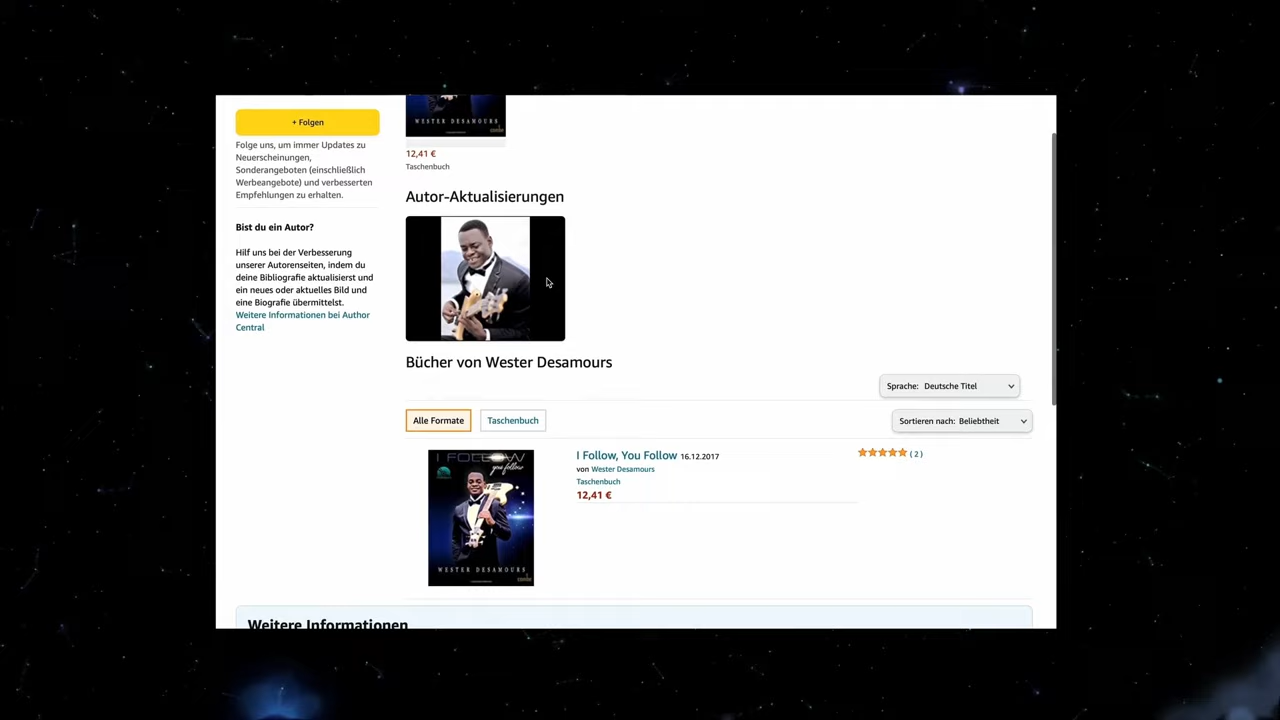 + Folgen
Folge uns, um immer Updates zu
Neuerscheinungen,
Sonderangeboten (einschließlich
Werbeangebote) und verbesserten
Empfehlungen zu erhalten.
Bist du ein Autor?
Hilf uns bei der Verbesserung
unserer Autorenseiten, indem du
deine Bibliografie aktualisierst und
ein neues oder aktuelles Bild und
eine Biografie übermittelst.
Weitere Informationen bei Author
Central
WESTER DESAMOURS
12,41 €
Taschenbuch
Autor-Aktualisierungen
Bücher von Wester Desamours
Sprache: Deutsche Titel
Alle Formate
Taschenbuch
Sortieren nach: Beliebtheit
I FOLLOW
you follow
WESTER DESAMOURS
I Follow, You Follow 16.12.2017
von Wester Desamours
Taschenbuch
12,41 €
( 2 )
Weitere Informationen